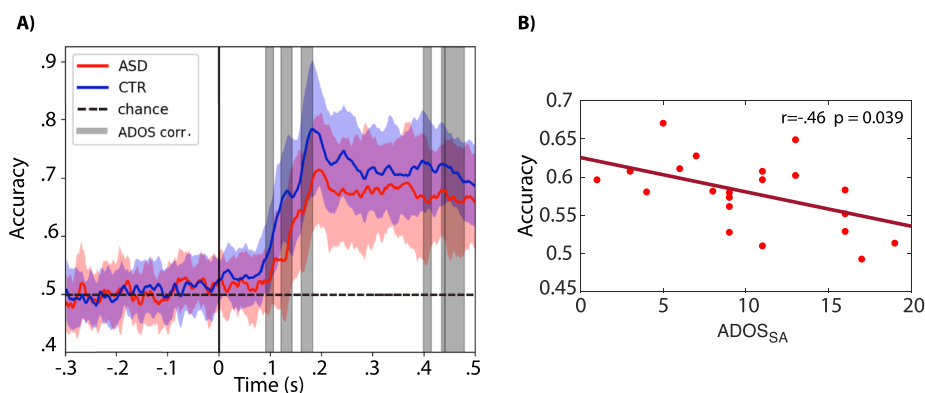 A)
Accuracy
.9
.8
.7
.6
.5
.4
ASD
CTR
chance
ADOS corr.
-.3
-.2
-.1
0
.1
.2
.3
.4
.5
Time (s)
B)
Accuracy
0.7
0.65
0.6
0.55
0.5
0.45
r=-.46 p = 0.039
0
5
10
15
20
ADOS_SA